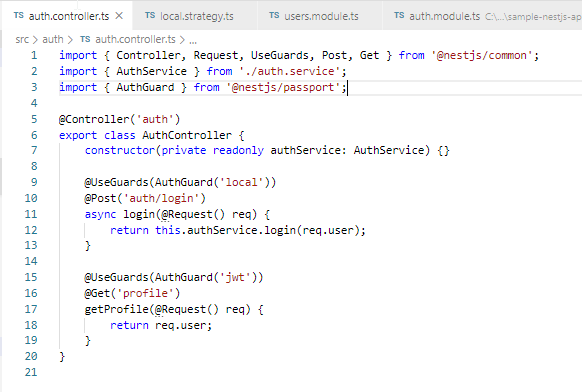 TS auth.controller.ts × TS local.strategy.ts TS users.module.ts TS auth.module.ts C:\...\sample-nestjs-ap
src > auth > TS auth.controller.ts > ...
1 import { Controller, Request, UseGuards, Post, Get } from '@nestjs/common';
2 import { AuthService } from './auth.service';
3 import { AuthGuard } from '@nestjs/passport';
4
5 @Controller('auth')
6 export class AuthController {
7     constructor(private readonly authService: AuthService) {}
8
9     @UseGuards(AuthGuard('local'))
10     @Post('auth/login')
11     async login(@Request() req) {
12         return this.authService.login(req.user);
13     }
14
15     @UseGuards(AuthGuard('jwt'))
16     @Get('profile')
17     getProfile(@Request() req) {
18         return req.user;
19     }
20 }
21